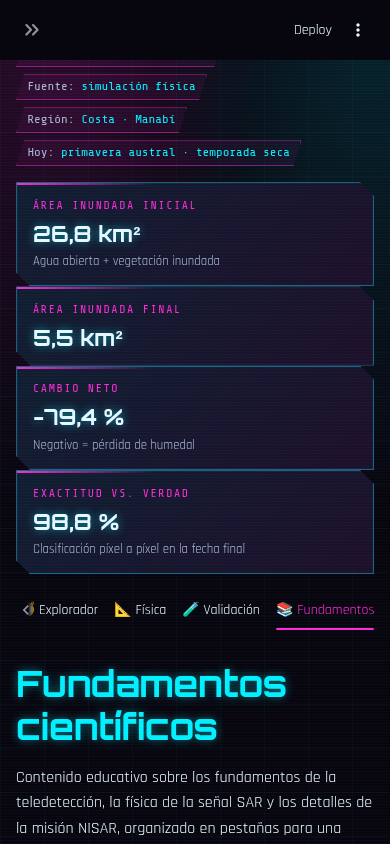 Deploy
Fuente: simulación física
Región: Costa · Manabí
Hoy: primavera austral · temporada seca
ÁREA INUNDADA INICIAL
26,8 km²
Agua abierta + vegetación inundada
ÁREA INUNDADA FINAL
5,5 km²
CAMBIO NETO
-79,4 %
Negativo = pérdida de humedal
EXACTITUD VS. VERDAD
98,8 %
Clasificación píxel a píxel en la fecha final
Explorador Física Validación Fundamentos
Fundamentos
científicos
Contenido educativo sobre los fundamentos de la
teledetección, la física de la señal SAR y los detalles de
la misión NISAR, organizado en pestañas para una